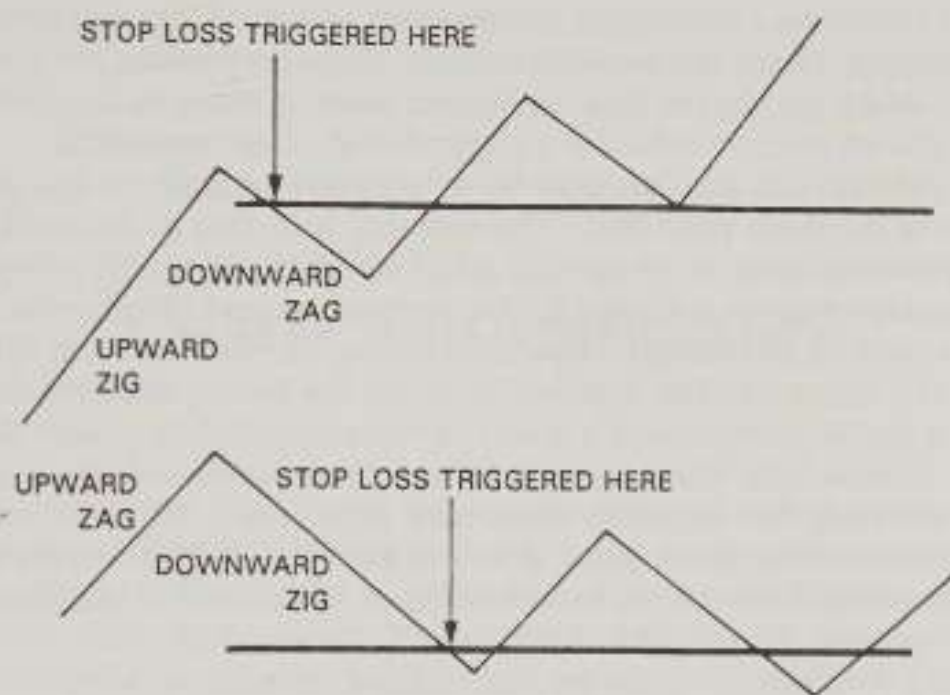 STOP LOSS TRIGGERED HERE
DOWNWARD
ZAG
UPWARD
ZIG
UPWARD
ZAG
STOP LOSS TRIGGERED HERE
DOWNWARD
ZIG